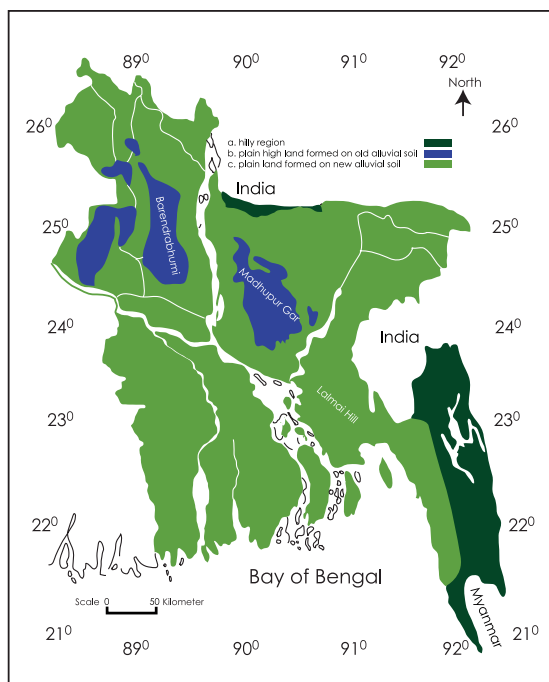 89⁰ 90⁰ 91⁰ 92⁰
North
26⁰ 26⁰
a. hilly region
b. plain high land formed on old alluvial soil
c. plain land formed on new alluvial soil
India
25⁰ 25⁰
Barendrabhumi
Madhupur Gar
24⁰ 24⁰
India
Lalmai Hill
23⁰ 23⁰
22⁰ 22⁰
Bay of Bengal
Scale 0 50 Kilometer
Myanmar
21⁰ 21⁰
89⁰ 90⁰ 91⁰ 92⁰